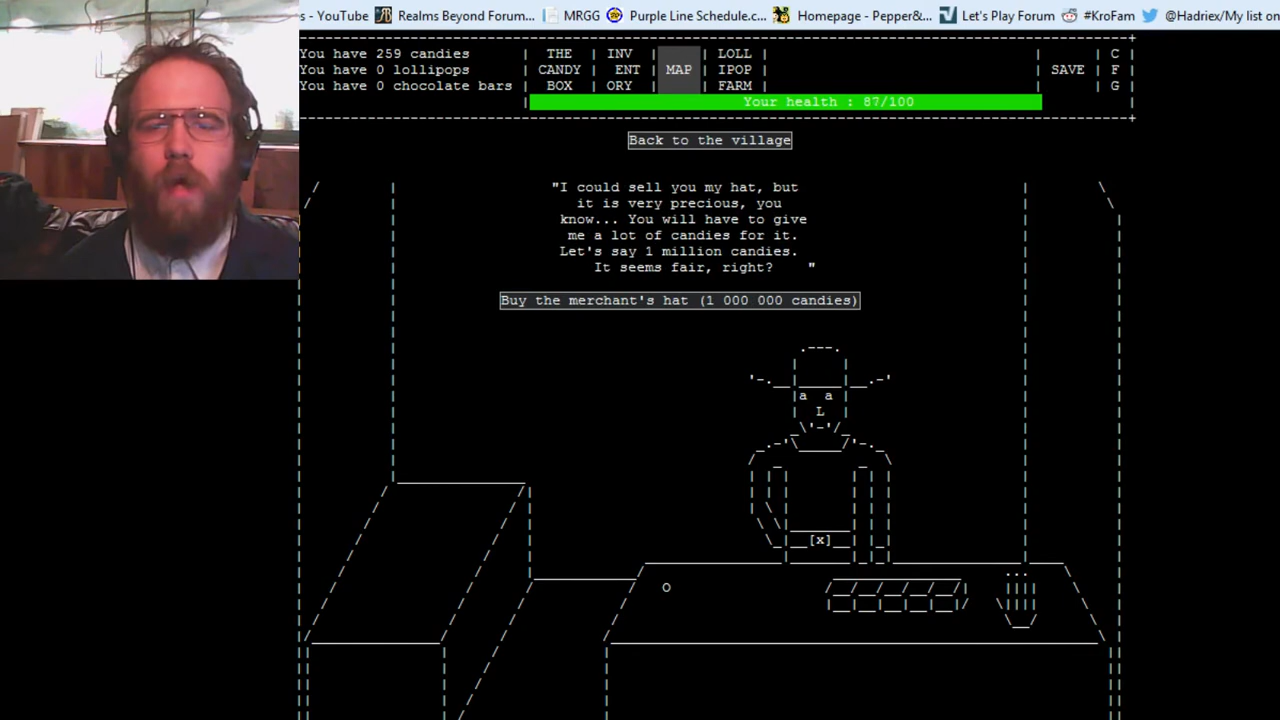 s - YouTube Realms Beyond Forum... MRGG Purple Line Schedule.c... Homepage - Pepper&... Let's Play Forum #KroFam @Hadriex/My list on
You have 259 candies
You have 0 lollipops
You have 0 chocolate bars
THE CANDY BOX
INV ENT ORY
MAP
LOLL IPOP FARM
SAVE
C F G
Your health : 87/100
Back to the village
"I could sell you my hat, but
it is very precious, you
know... You will have to give
me a lot of candies for it.
Let's say 1 million candies.
It seems fair, right? "
Buy the merchant's hat (1 000 000 candies)